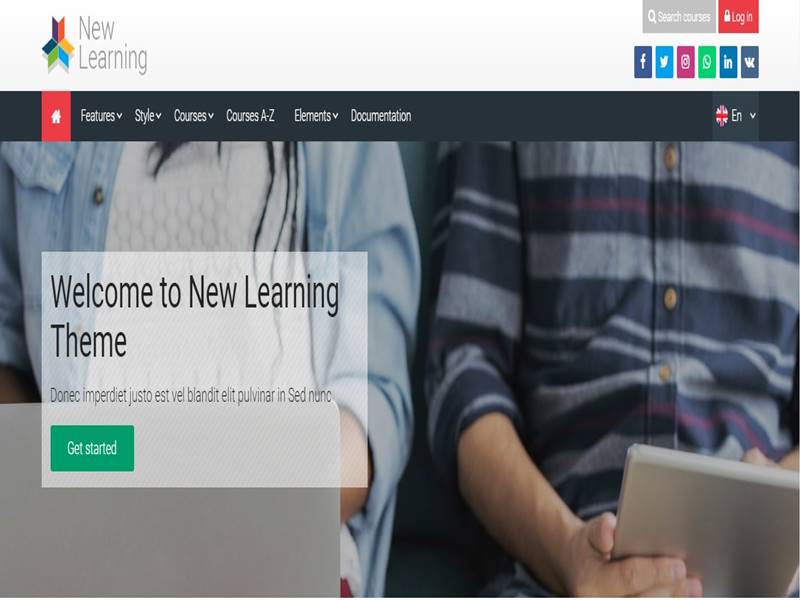 New
Learning
Search courses
Log in
Features
Style
Courses
Courses A-Z
Elements
Documentation
En
Welcome to New Learning
Theme
Donec imperdiet justo est vel blandit elit pulvinar in Sed nunc
Get started